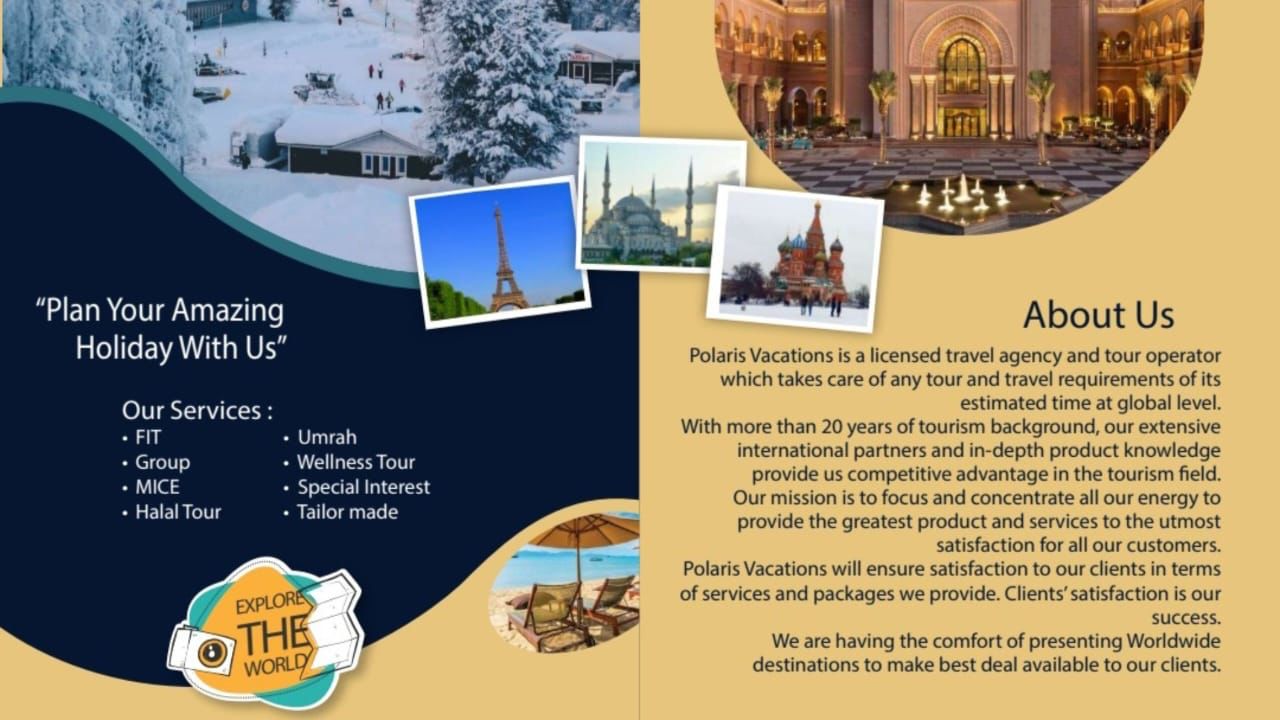 “Plan Your Amazing
Holiday With Us”
Our Services :
• FIT
• Group
• MICE
• Halal Tour
• Umrah
• Wellness Tour
• Special Interest
• Tailor made
EXPLORE
THE
WORLD
About Us
Polaris Vacations is a licensed travel agency and tour operator
which takes care of any tour and travel requirements of its
estimated time at global level.
With more than 20 years of tourism background, our extensive
international partners and in-depth product knowledge
provide us competitive advantage in the tourism field.
Our mission is to focus and concentrate all our energy to
provide the greatest product and services to the utmost
satisfaction for all our customers.
Polaris Vacations will ensure satisfaction to our clients in terms
of services and packages we provide. Clients’ satisfaction is our
success.
We are having the comfort of presenting Worldwide
destinations to make best deal available to our clients.